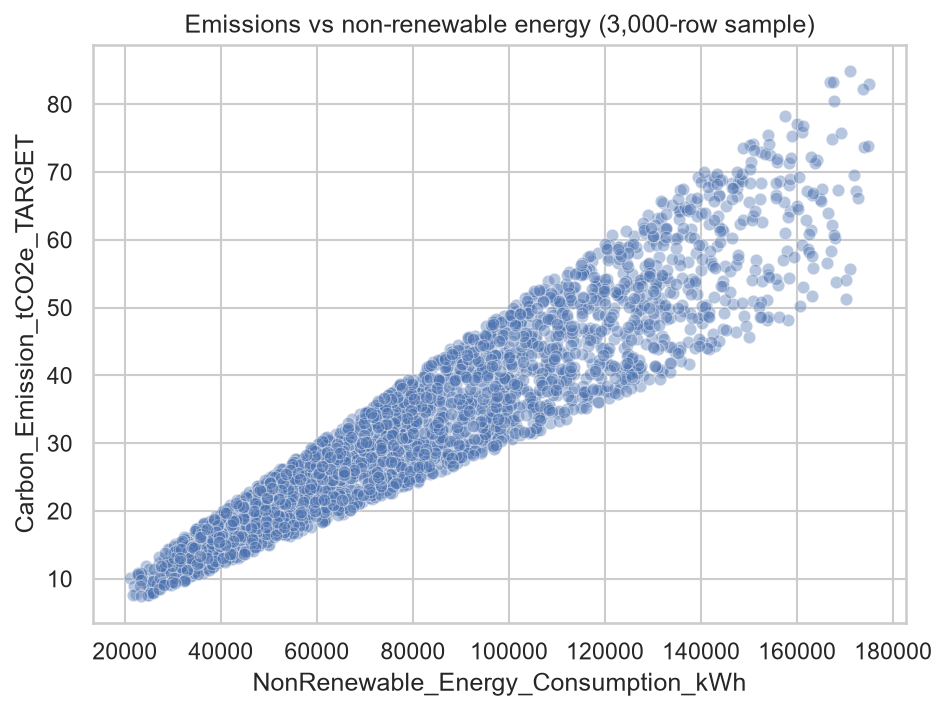 Emissions vs non-renewable energy (3,000-row sample)
Carbon_Emission_tCO2e_TARGET
80
70
60
50
40
30
20
10
20000 40000 60000 80000 100000 120000 140000 160000 180000
NonRenewable_Energy_Consumption_kWh